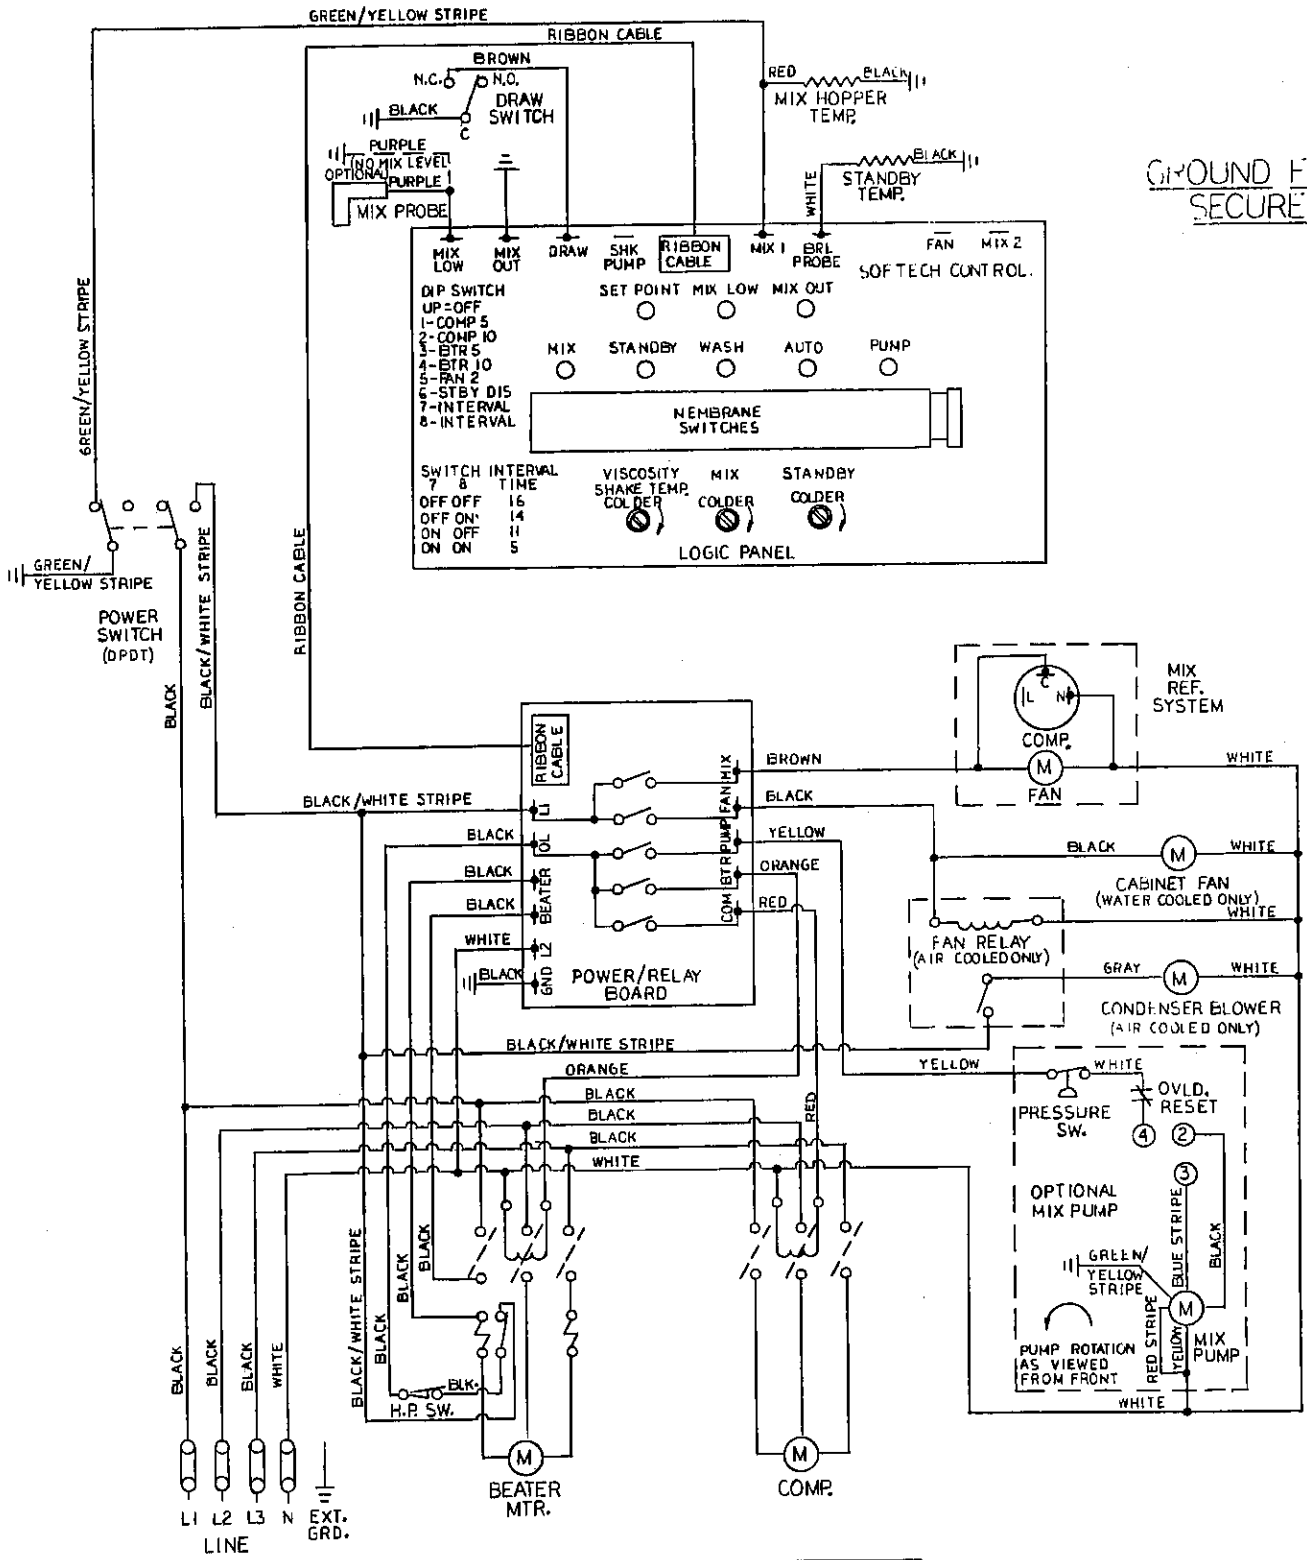 GREEN/YELLOW STRIPE
RIBBON CABLE
BROWN
N.C.
N.O.
DRAW
SWITCH
BLACK
C
PURPLE
(NO MIX LEVEL)
OPTIONAL
PURPLE
MIX PROBE
RED
BLACK
MIX HOPPER
TEMP.
BLACK
STANDBY
TEMP.
WHITE
GROUND
SECURE
MIX
LOW
MIX
OUT
DRAW
SHK
PUMP
RIBBON
CABLE
MIX 1
BRL
PROBE
FAN
MIX 2
SOFTECH CONTROL.
DIP SWITCH
UP=OFF
1-COMP 5
2-COMP 10
3-BTR 5
4-BTR 10
5-FAN 2
6-STBY DIS
7-INTERVAL
8-INTERVAL
SET POINT
MIX LOW
MIX OUT
MIX
STANDBY
WASH
AUTO
PUMP
NEMBRANE
SWITCHES
SWITCH INTERVAL
7 8 TIME
OFF OFF 16
OFF ON 14
ON OFF 11
ON ON 5
VISCOSITY
SHAKE TEMP.
COLDER
MIX
COLDER
STANDBY
COLDER
LOGIC PANEL
GREEN/YELLOW STRIPE
GREEN/
YELLOW STRIPE
POWER
SWITCH
(DPDT)
BLACK
BLACK/WHITE STRIPE
RIBBON CABLE
MIX
REF.
SYSTEM
C
L
N
COMP.
M
FAN
RIBBON
CABLE
BROWN
WHITE
BLACK/WHITE STRIPE
L1
MIX
FAN
BLACK
BLACK
OL
PUMP
YELLOW
BLACK
M
WHITE
CABINET FAN
(WATER COOLED ONLY)
BLACK
BEATER
BTR
ORANGE
BLACK
COM
RED
WHITE
FAN RELAY
(AIR COOLED ONLY)
WHITE
L2
BLACK
GND
POWER/RELAY
BOARD
GRAY
M
WHITE
CONDENSER BLOWER
(AIR COOLED ONLY)
BLACK/WHITE STRIPE
ORANGE
BLACK
BLACK
BLACK
WHITE
RED
YELLOW
WHITE
PRESSURE
SW.
OVLD.
RESET
4
2
3
OPTIONAL
MIX PUMP
BLUE STRIPE
BLACK
GREEN/
YELLOW
STRIPE
M
RED STRIPE
YELLOW
MIX
PUMP
PUMP ROTATION
AS VIEWED
FROM FRONT
WHITE
BLACK
BLACK
BLACK
WHITE
BLACK/WHITE STRIPE
BLACK
BLACK
BLACK
BLK.
H.P. SW.
M
BEATER
MTR.
M
COMP.
L1
L2
L3
N
EXT.
GRD.
LINE